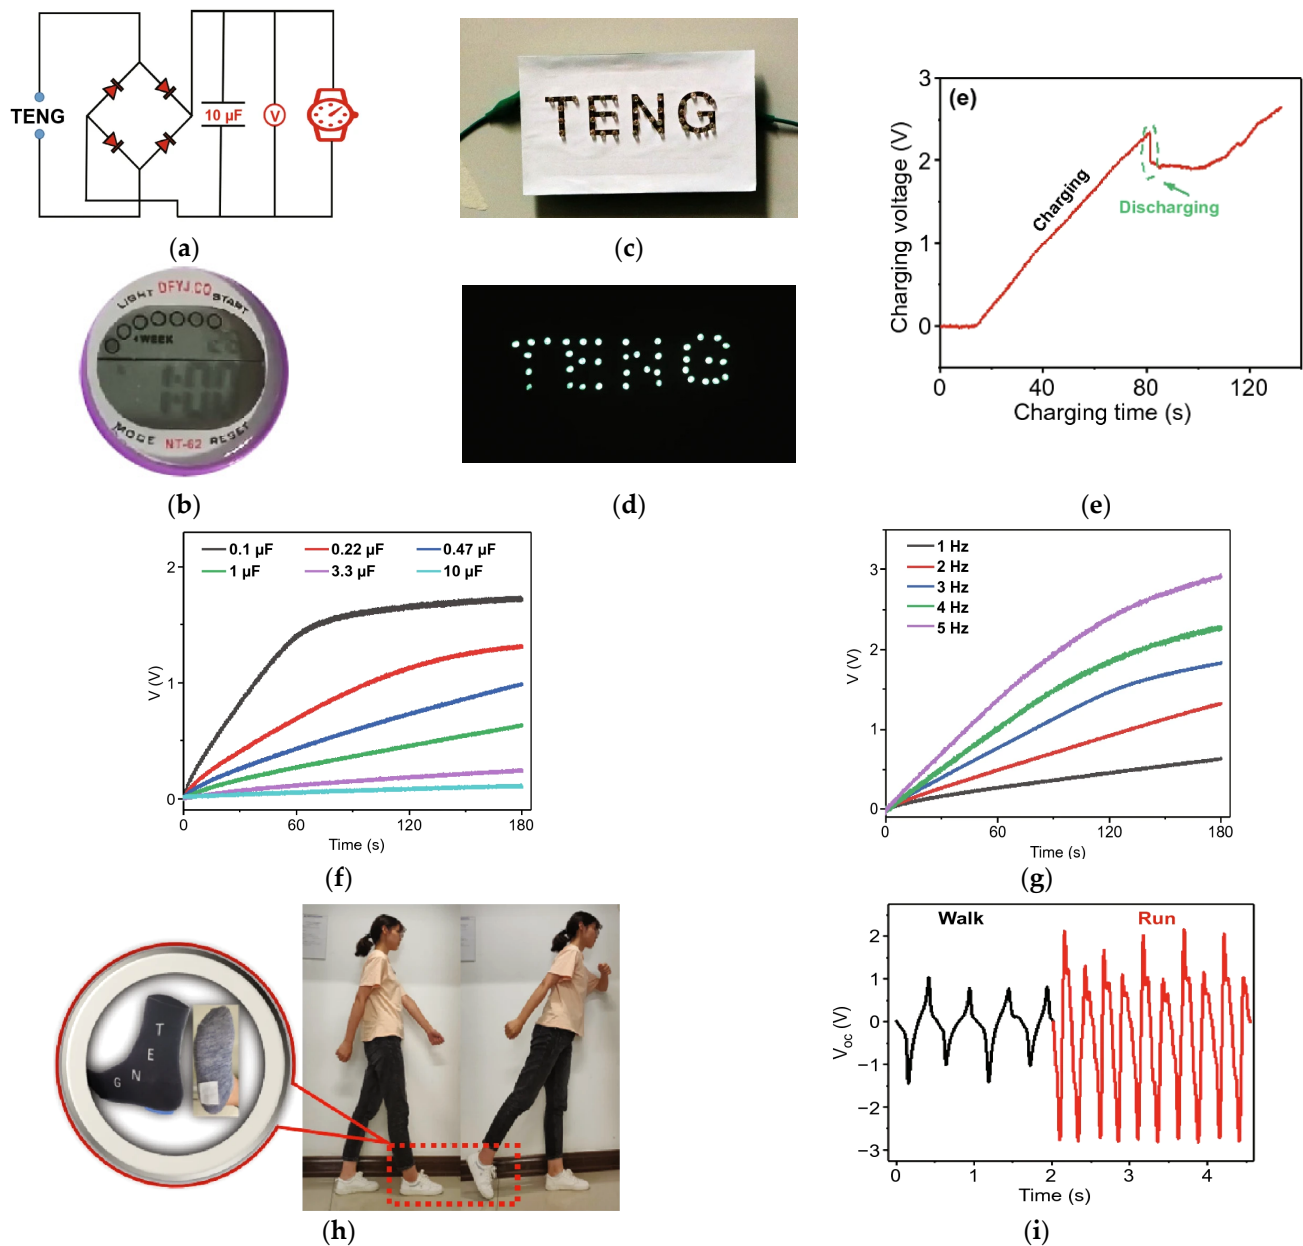 TENG
10 µF
V
(a)
TENG
(c)
(e)
Charging voltage (V)
3
2
1
0
Charging
Discharging
0 40 80 120
Charging time (s)
(e)
LIGHT DFYJ.CO START
WEEK
MODE NT-62 RESET
(b)
TENG
(d)
0.1 µF 0.22 µF 0.47 µF
1 µF 3.3 µF 10 µF
V (V)
2
1
0
0 60 120 180
Time (s)
(f)
1 Hz
2 Hz
3 Hz
4 Hz
5 Hz
V (V)
3
2
1
0
0 60 120 180
Time (s)
(g)
T
E
N
G
(h)
Walk Run
Voc (V)
2
1
0
−1
−2
−3
0 1 2 3 4
Time (s)
(i)